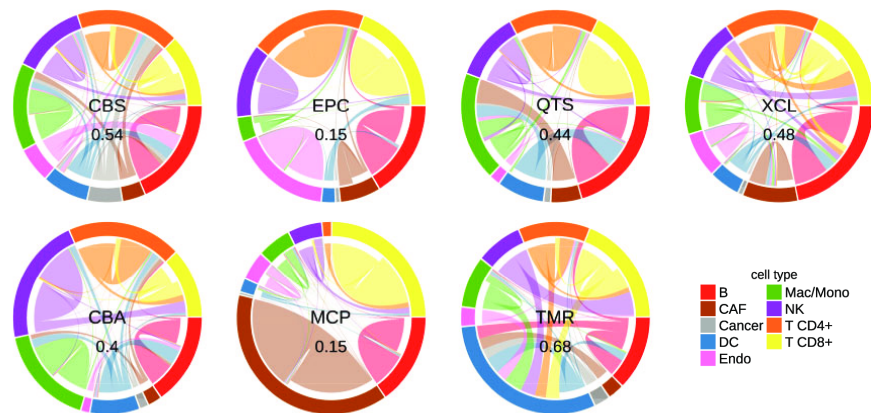 CBS
0.54
EPC
0.15
QTS
0.44
XCL
0.48
CBA
0.4
MCP
0.15
TMR
0.68
cell type
B
CAF
Cancer
DC
Endo
Mac/Mono
NK
T CD4+
T CD8+